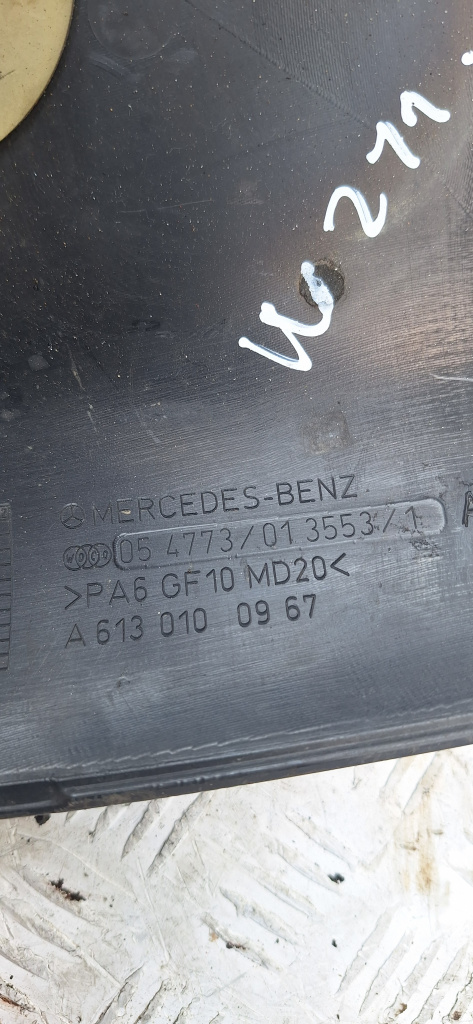 W 211
MERCEDES-BENZ
05 4773/01 3553/1
>PA6 GF10 MD20<
A 613 010 09 67